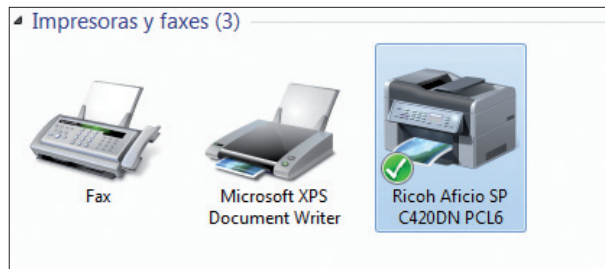 Impresoras y faxes (3)
Fax
Microsoft XPS
Document Writer
Ricoh Aficio SP
C420DN PCL6